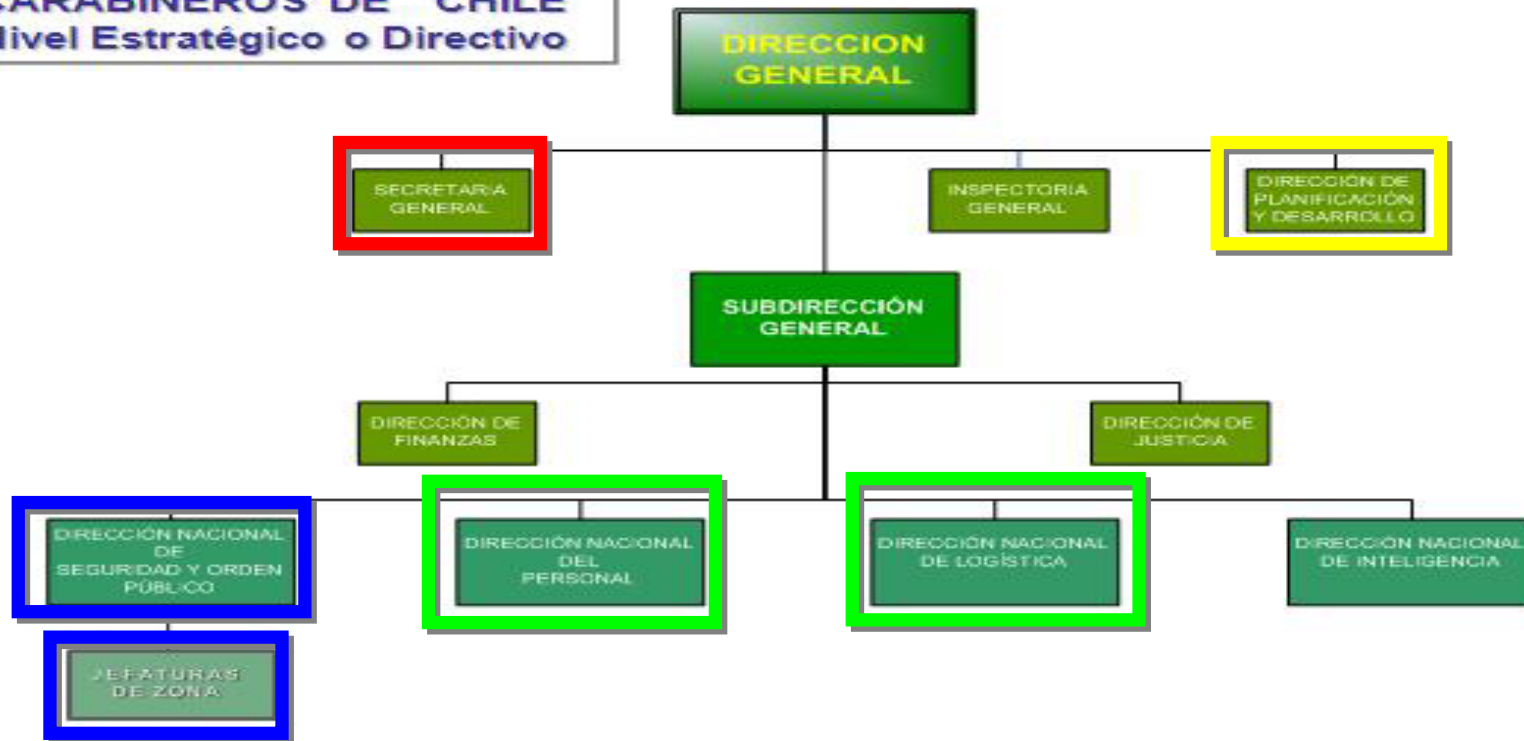 CARABINEROS DE CHILE
Nivel Estratégico o Directivo
DIRECCION
GENERAL
SECRETARIA
GENERAL
INSPECTORIA
GENERAL
DIRECCIÓN DE
PLANIFICACIÓN
Y DESARROLLO
SUBDIRECCIÓN
GENERAL
DIRECCIÓN DE
FINANZAS
DIRECCIÓN DE
JUSTICIA
DIRECCIÓN NACIONAL
DE
SEGURIDAD Y ORDEN
PÚBLICO
DIRECCIÓN NACIONAL
DEL
PERSONAL
DIRECCIÓN NACIONAL
DE LOGÍSTICA
DIRECCIÓN NACIONAL
DE INTELIGENCIA
JEFATURAS
DE ZONA